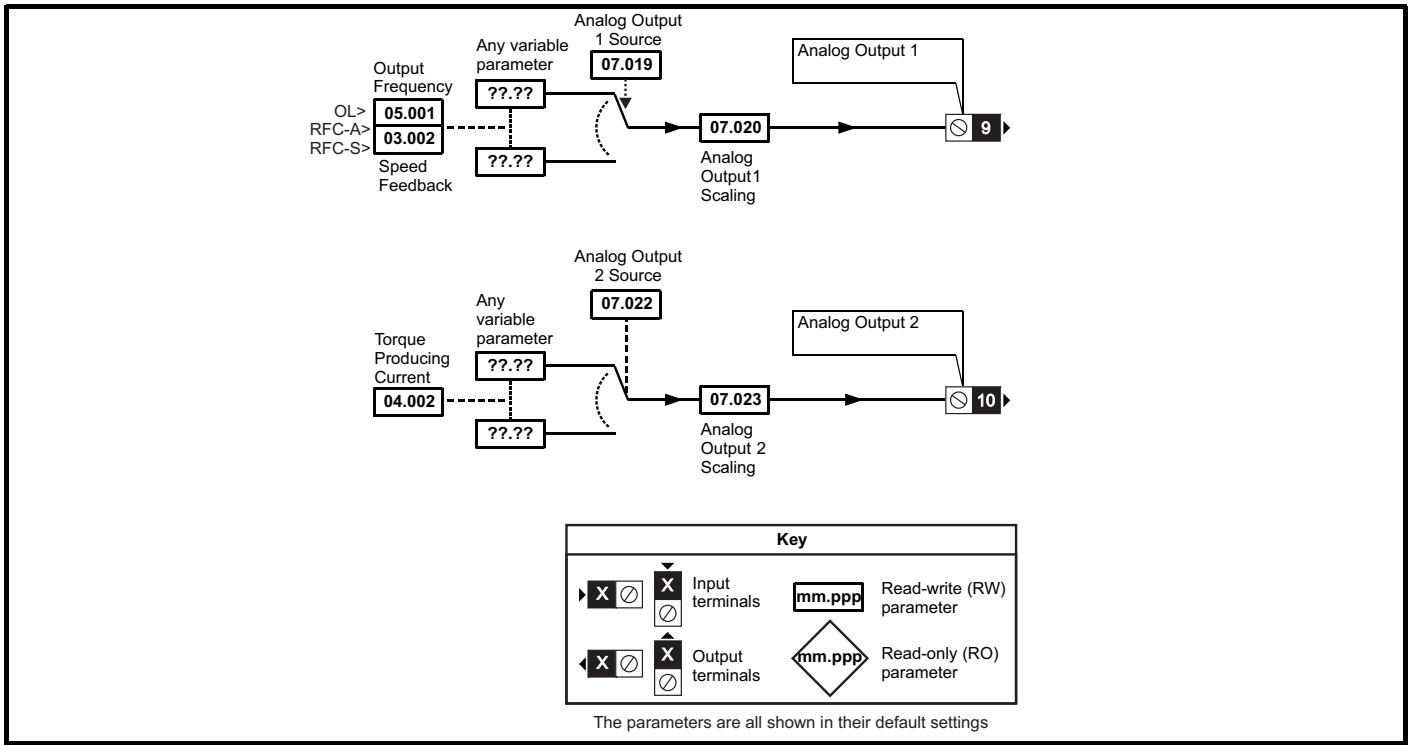 Analog Output
1 Source
07.019
Any variable
parameter
??.??
??.??
Output
Frequency
OL>
05.001
RFC-A>
03.002
RFC-S>
Speed
Feedback
07.020
Analog
Output1
Scaling
Analog Output 1
9
Analog Output
2 Source
07.022
Any
variable
parameter
??.??
??.??
Torque
Producing
Current
04.002
07.023
Analog
Output 2
Scaling
Analog Output 2
10
Key
X
X
Input
terminals
mm.ppp
Read-write (RW)
parameter
X
X
Output
terminals
mm.ppp
Read-only (RO)
parameter
The parameters are all shown in their default settings